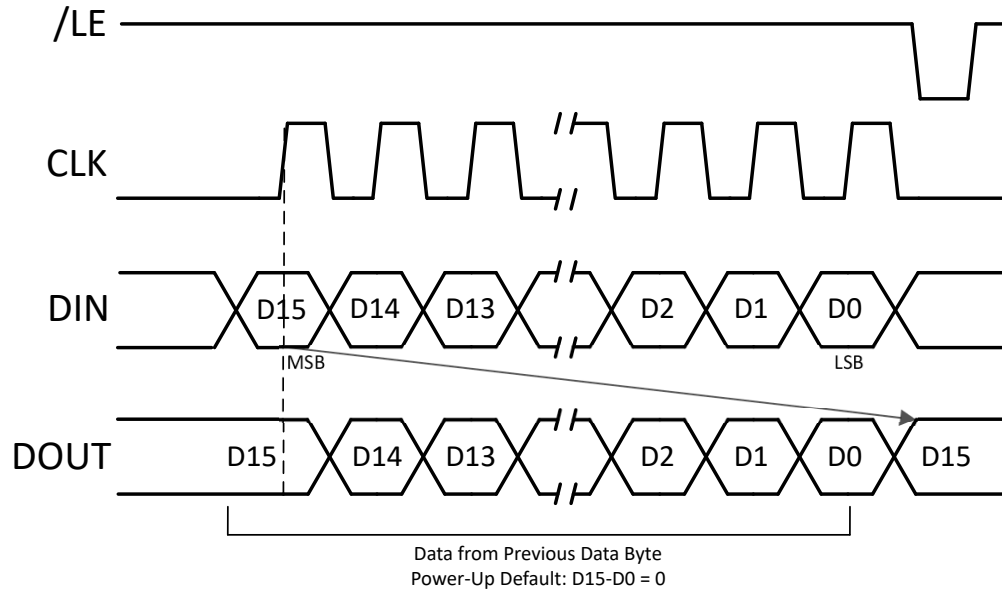 /LE
CLK
DIN
D15 D14 D13 D2 D1 D0
MSB LSB
DOUT
D15 D14 D13 D2 D1 D0 D15
Data from Previous Data Byte
Power-Up Default: D15-D0 = 0